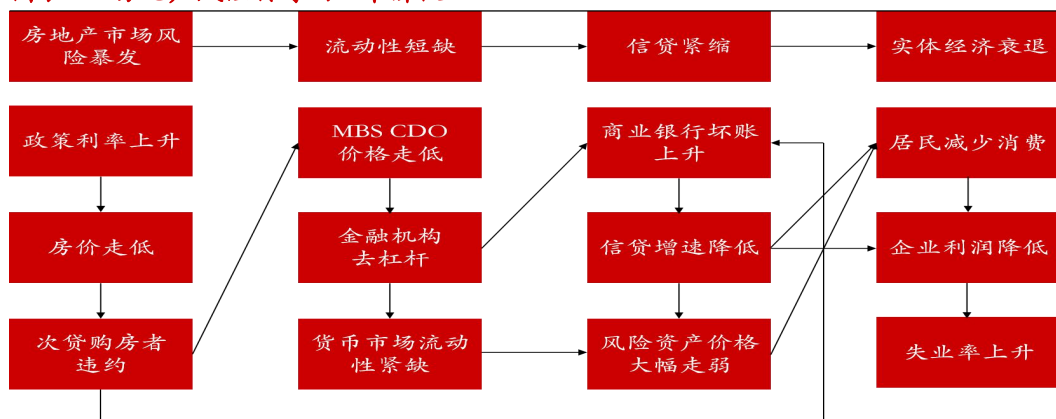 房地产市场风
险暴发
流动性短缺
信贷紧缩
实体经济衰退
政策利率上升
MBS CDO
价格走低
商业银行坏账
上升
居民减少消费
房价走低
金融机构
去杠杆
信贷增速降低
企业利润降低
次贷购房者
违约
货币市场流动
性紧缺
风险资产价格
大幅走弱
失业率上升